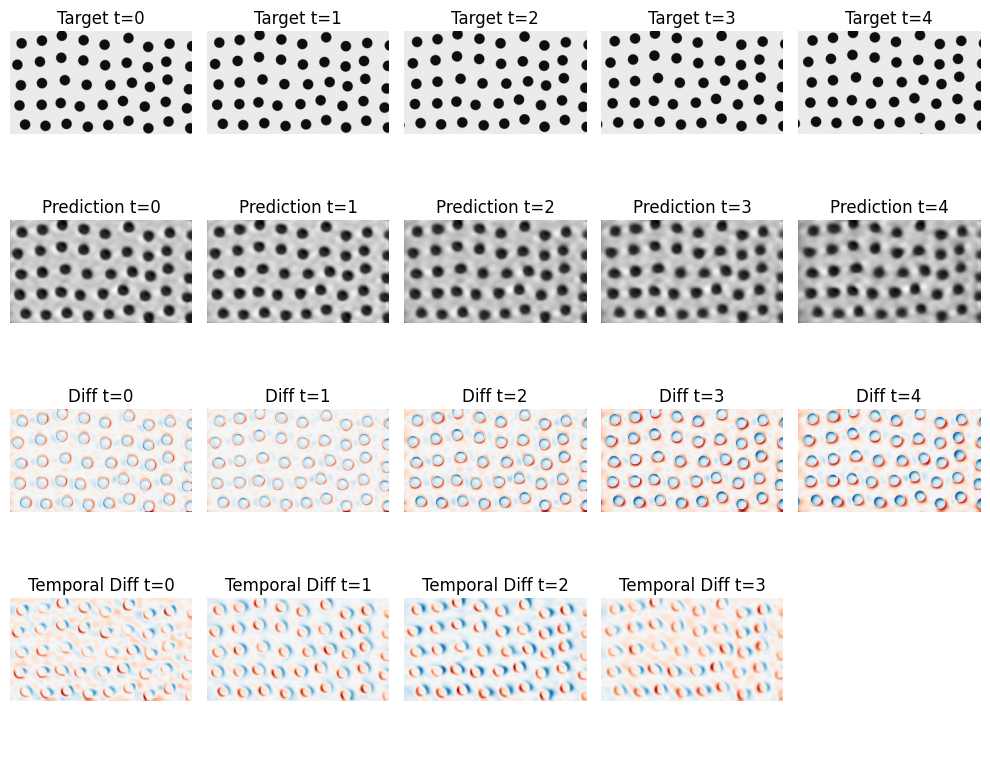 Target t=0 Target t=1 Target t=2 Target t=3 Target t=4
Prediction t=0 Prediction t=1 Prediction t=2 Prediction t=3 Prediction t=4
Diff t=0 Diff t=1 Diff t=2 Diff t=3 Diff t=4
Temporal Diff t=0 Temporal Diff t=1 Temporal Diff t=2 Temporal Diff t=3